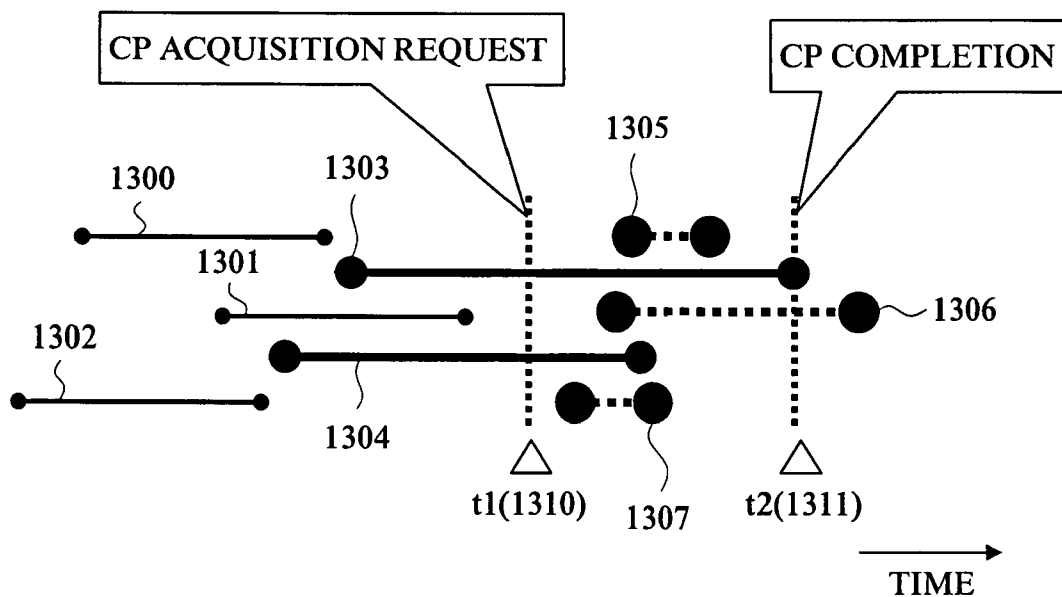 CP ACQUISITION REQUEST
CP COMPLETION
1305
1303
1300
1301
1306
1302
1304
t1(1310)
1307
t2(1311)
TIME